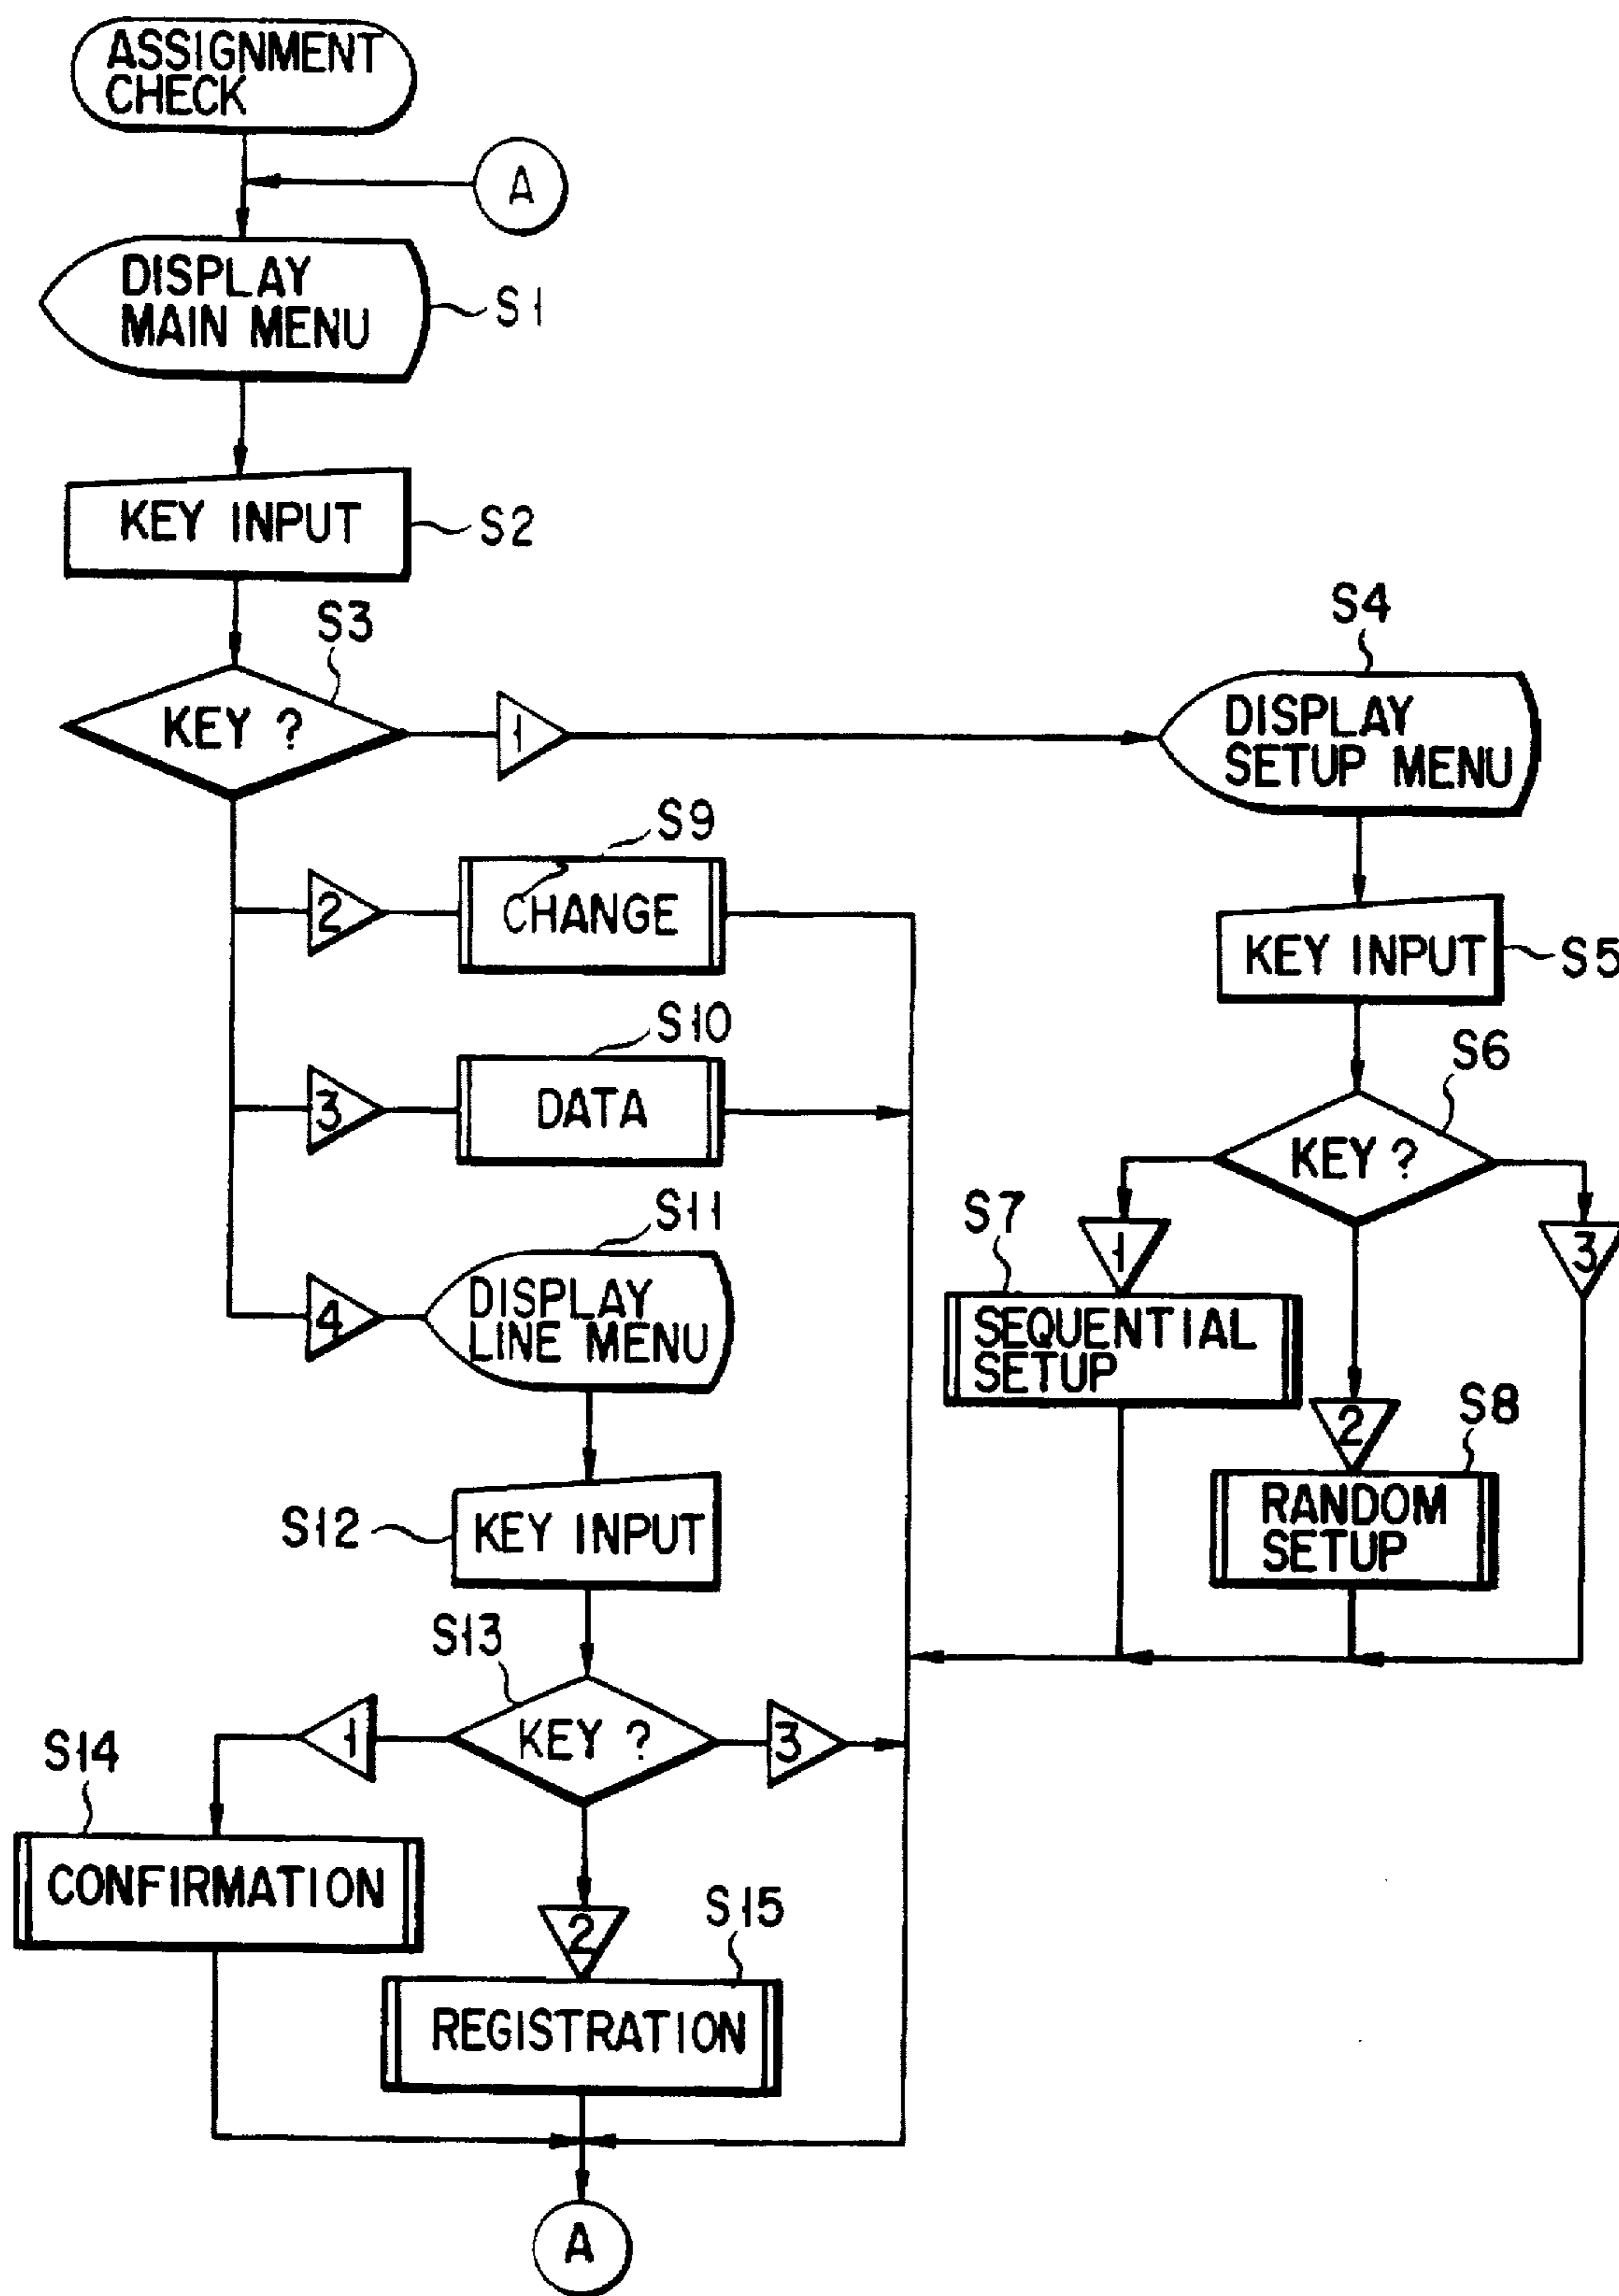 ASSIGNMENT
CHECK
A
DISPLAY
MAIN MENU
S1
KEY INPUT
S2
S3
KEY ?
1
S4
DISPLAY
SETUP MENU
KEY INPUT
S5
S6
KEY ?
1
3
S7
SEQUENTIAL
SETUP
2
S8
RANDOM
SETUP
S9
2
CHANGE
S10
3
DATA
S11
4
DISPLAY
LINE MENU
S12
KEY INPUT
S13
1
KEY ?
3
S14
CONFIRMATION
2
S15
REGISTRATION
A